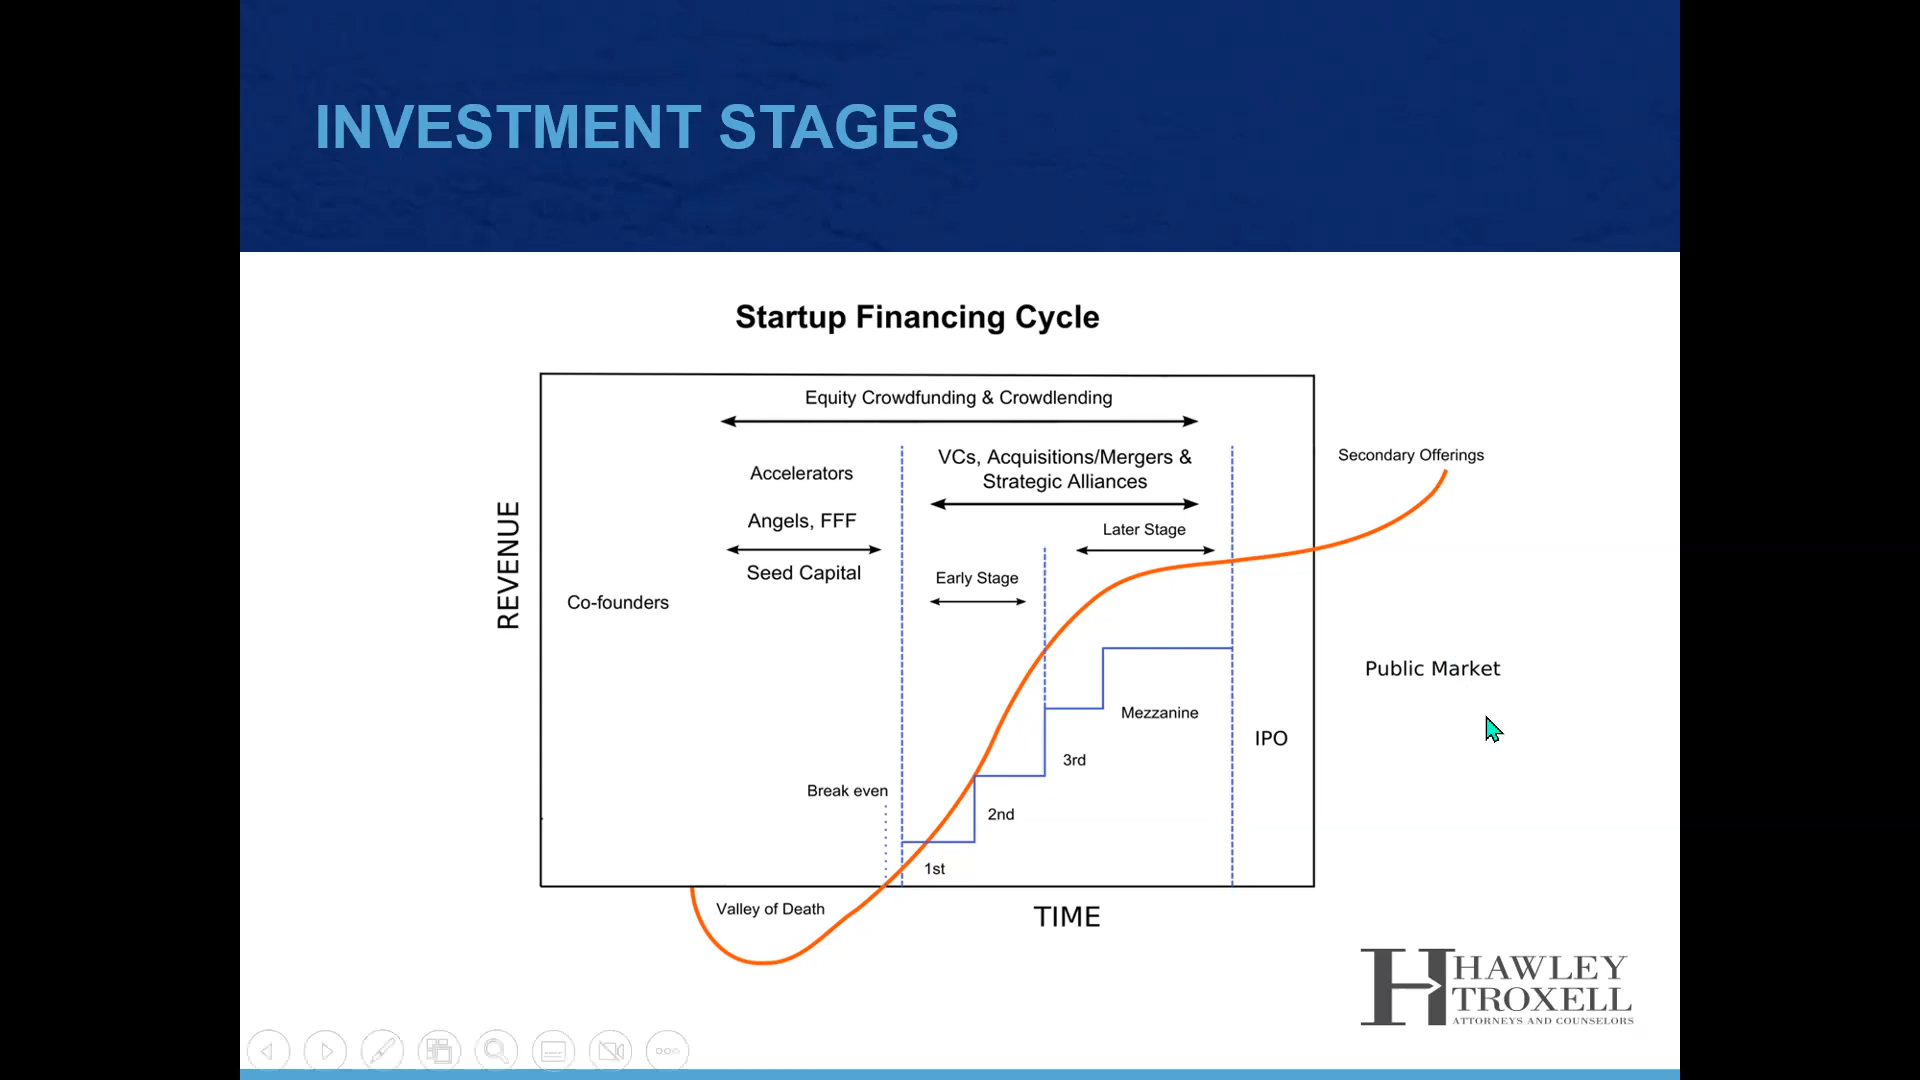 INVESTMENT STAGES
Startup Financing Cycle
Equity Crowdfunding & Crowdlending
VCs, Acquisitions/Mergers &
Strategic Alliances
Accelerators
Angels, FFF
Seed Capital
Co-founders
Later Stage
Early Stage
Secondary Offerings
REVENUE
Public Market
Mezzanine
IPO
3rd
2nd
1st
Break even
Valley of Death
TIME
HAWLEY
TROXELL
ATTORNEYS AND COUNSELORS